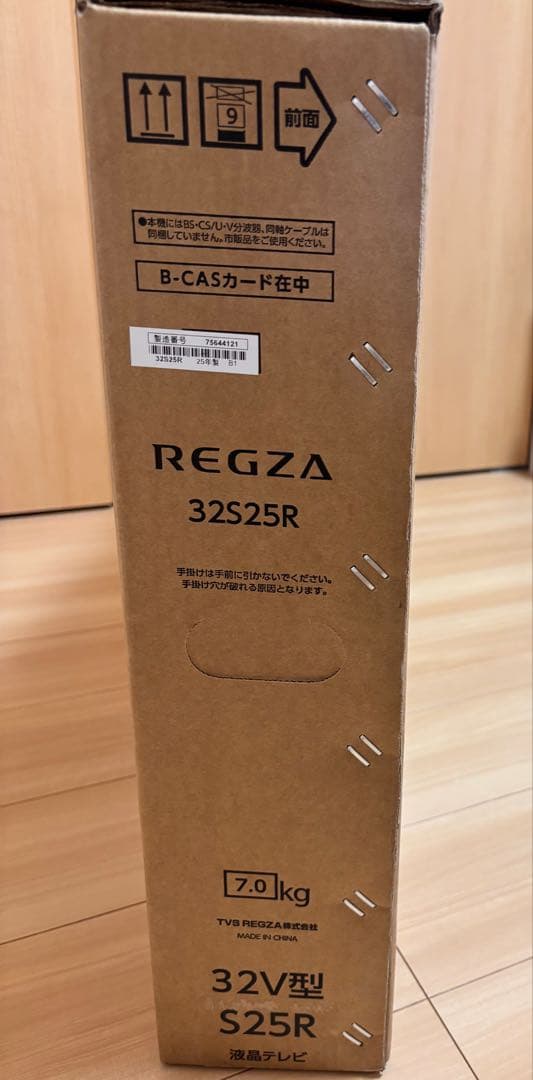 9
前面
●本機にはBS・CS/U・V分波器、同軸ケーブルは
同梱していません。市販品をご使用ください。
B-CASカード在中
製造番号 75644121
32S25R 25年製 B1
REGZA
32S25R
手掛けは手前に引かないでください。
手掛け穴が破れる原因となります。
7.0kg
TVS REGZA株式会社
MADE IN CHINA
32V型
S25R
液晶テレビ